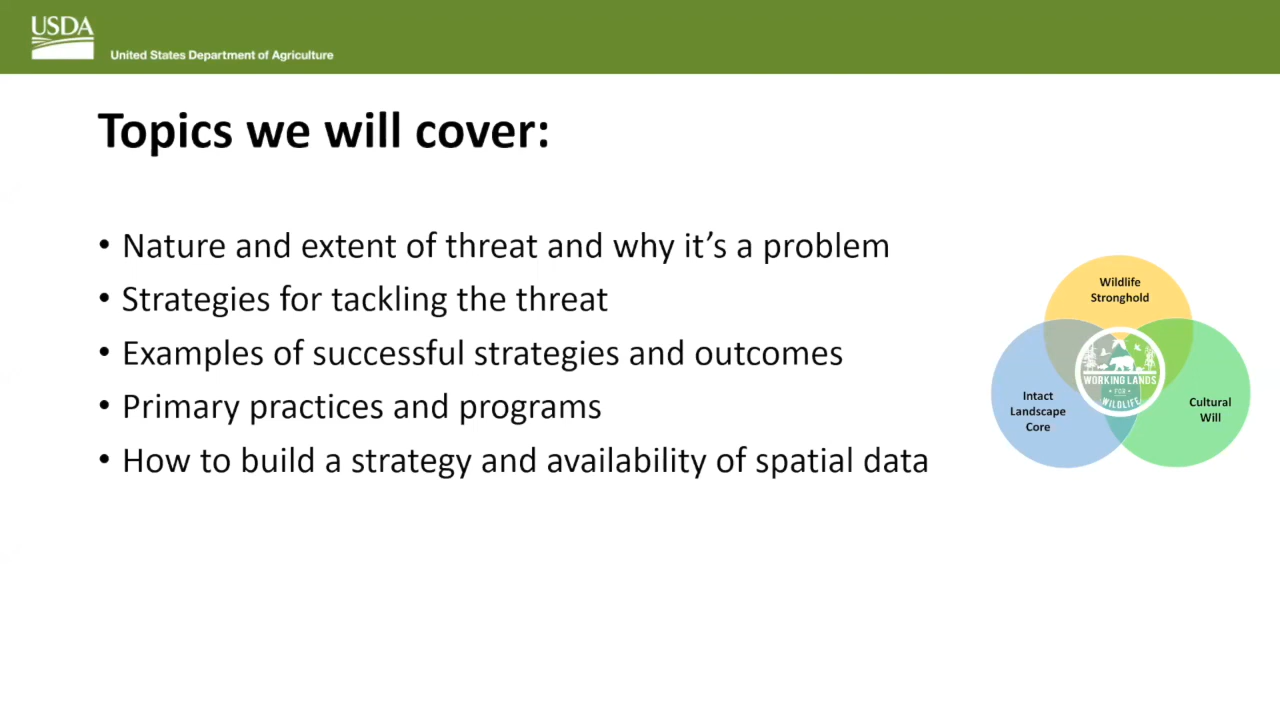 USDA
United States Department of Agriculture
Topics we will cover:
• Nature and extent of threat and why it’s a problem
• Strategies for tackling the threat
• Examples of successful strategies and outcomes
• Primary practices and programs
• How to build a strategy and availability of spatial data
Wildlife
Stronghold
WORKING LANDS
• FOR •
WILDLIFE
Intact
Landscape
Core
Cultural
Will